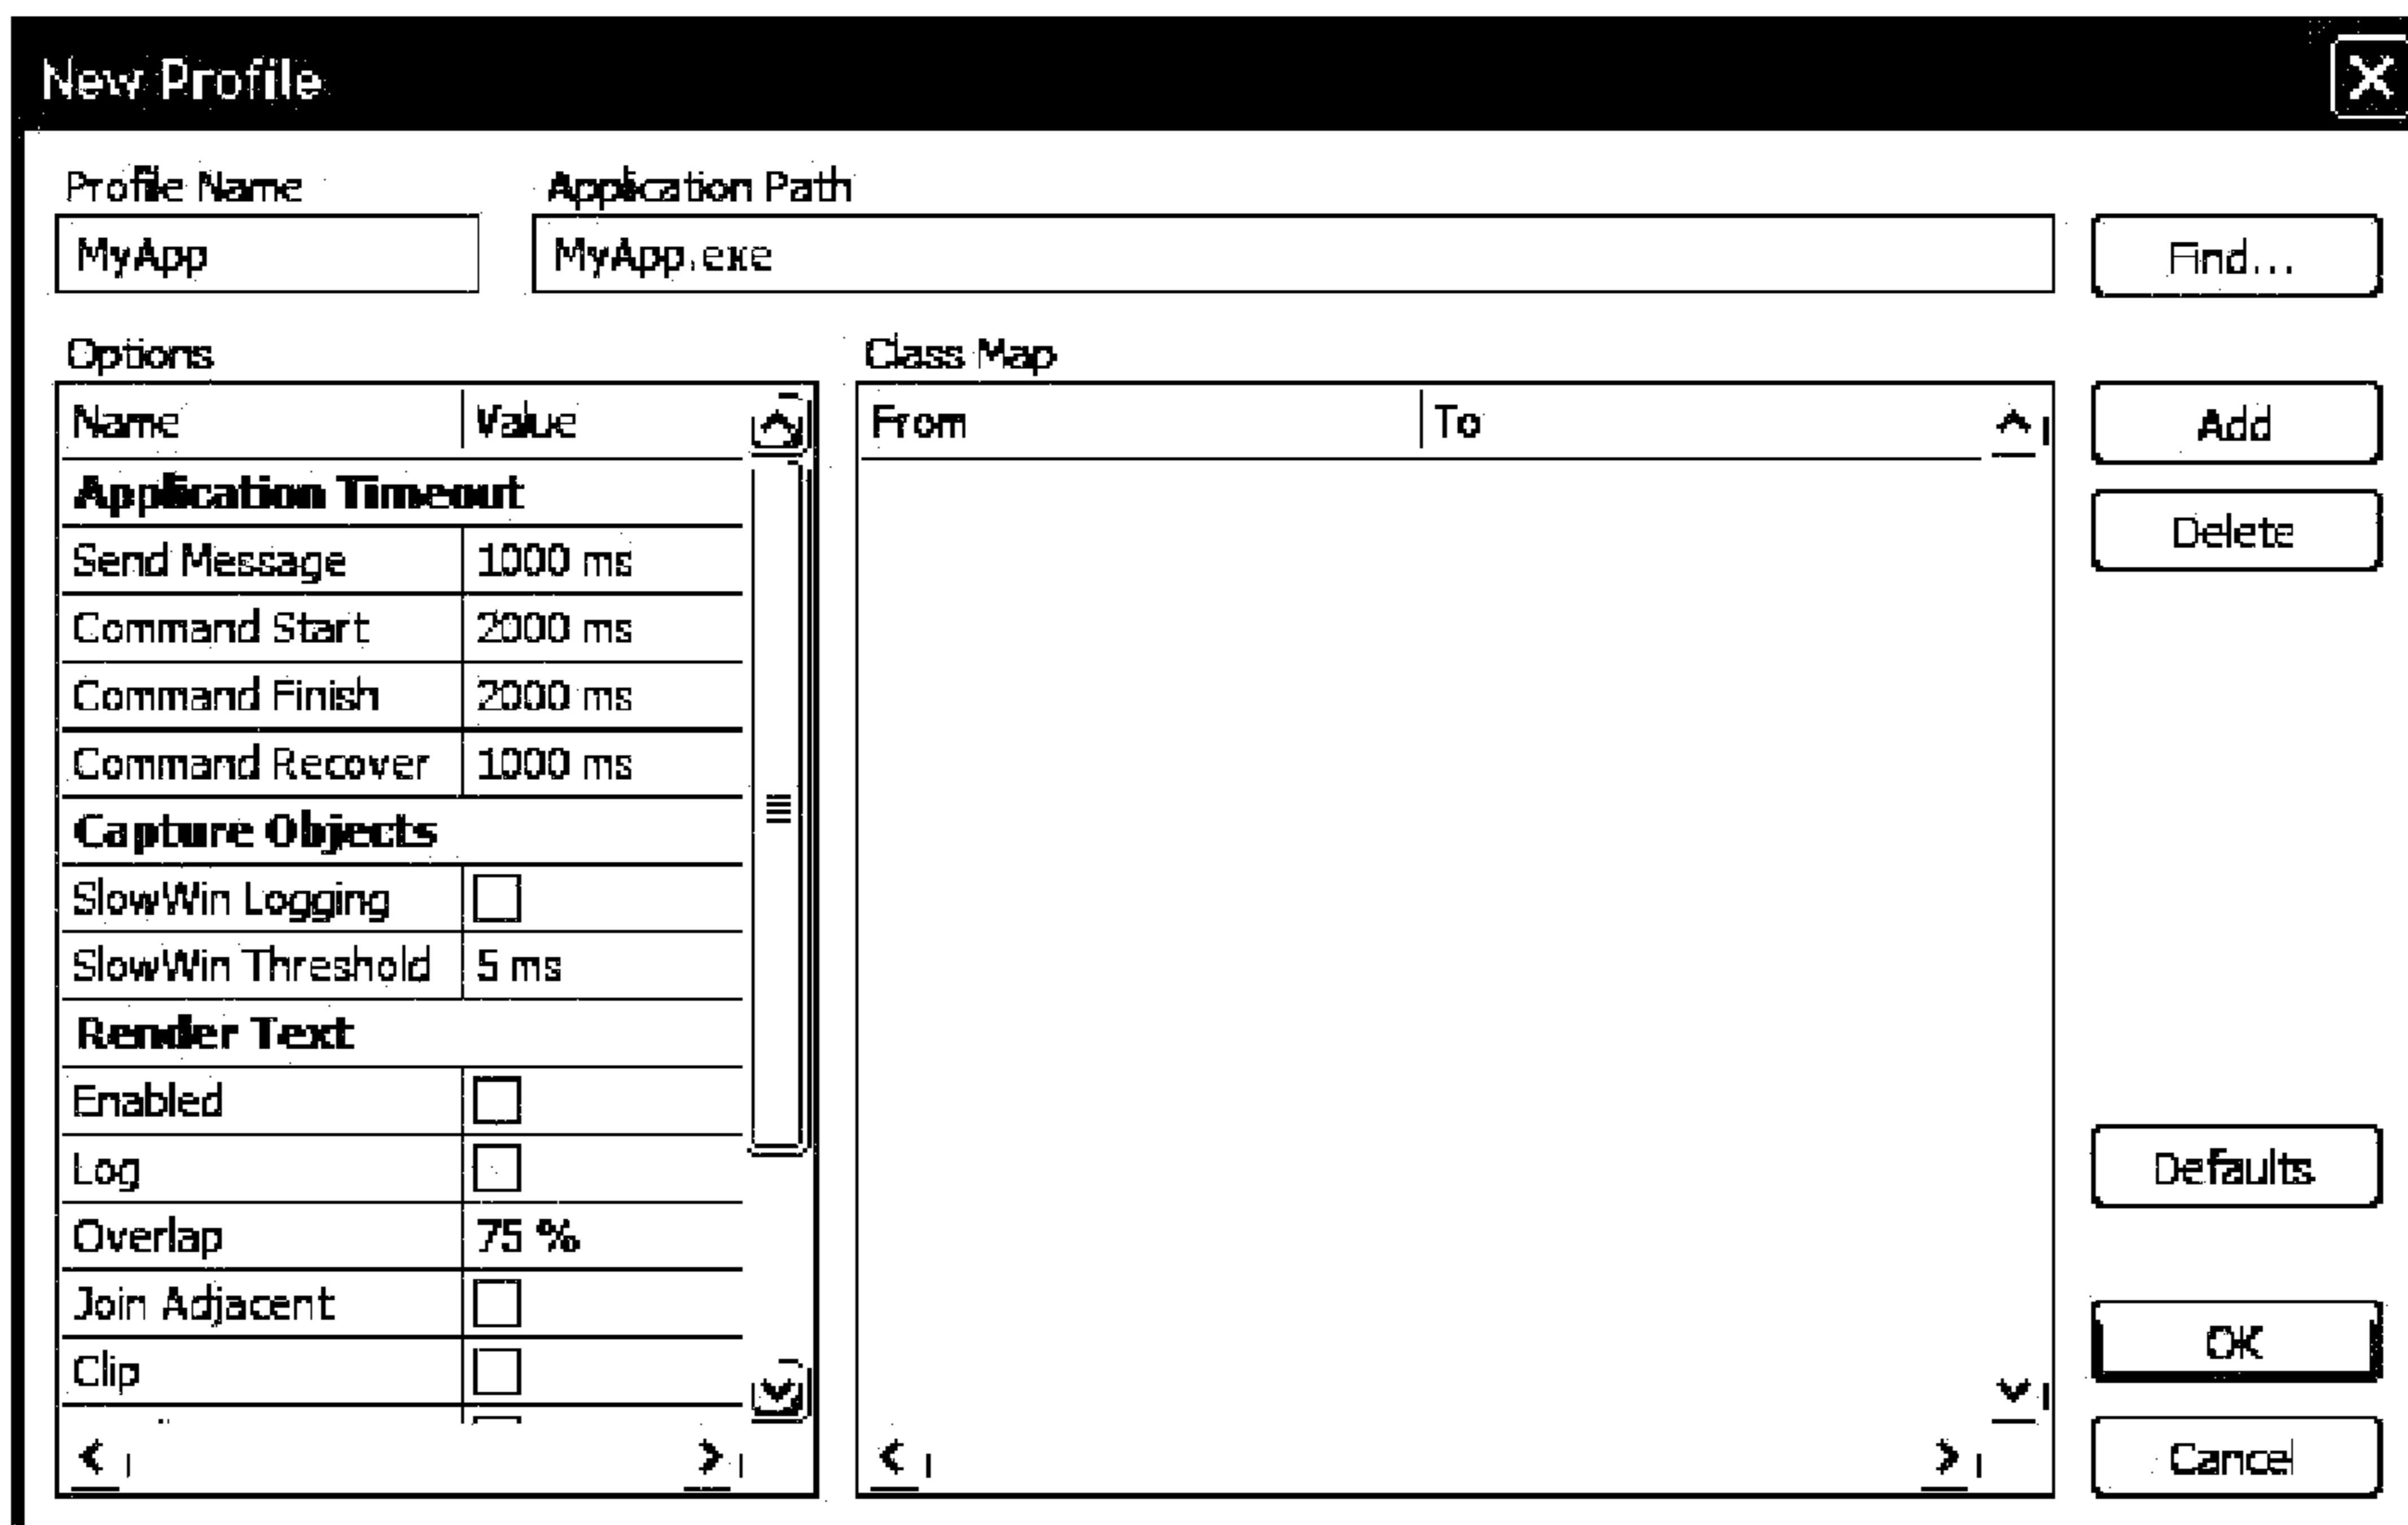 New Profile
Profile Name Application Path
MyApp MyApp.exe Find...
Options Class Map
Name Value From To Add
Application Timeout
Send Message 1000 ms Delete
Command Start 2000 ms
Command Finish 2000 ms
Command Recover 1000 ms
Capture Objects
SlowWin Logging
SlowWin Threshold 5 ms
Render Text
Enabled
Log Defaults
Overlap 75 %
Join Adjacent
Clip OK
Cancel